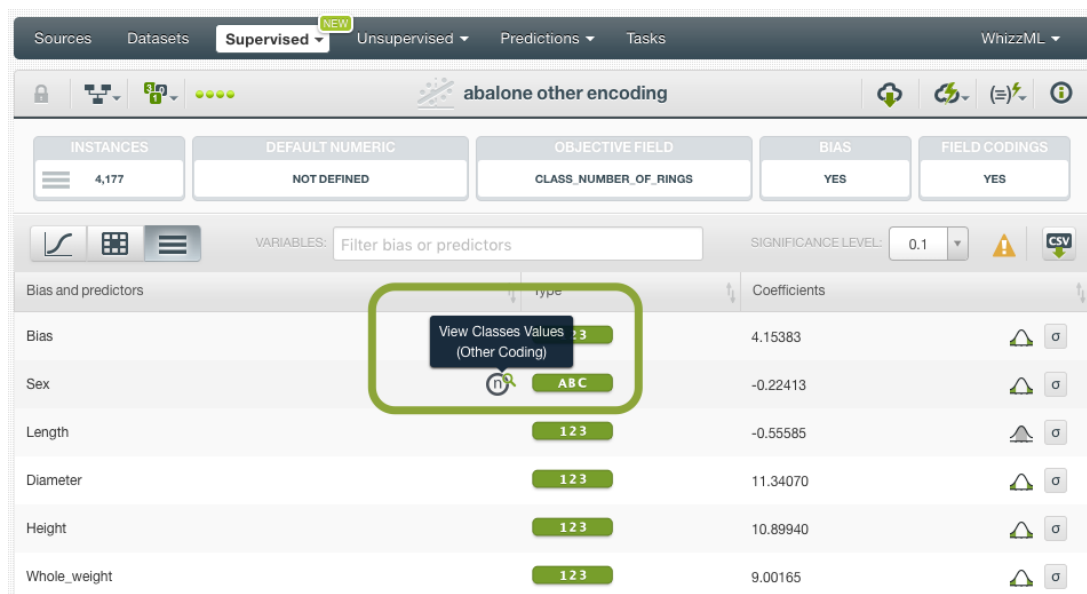 NEW
Sources Datasets Supervised Unsupervised Predictions Tasks WhizzML
abalone other encoding
INSTANCES DEFAULT NUMERIC OBJECTIVE FIELD BIAS FIELD CODINGS
4,177 NOT DEFINED CLASS_NUMBER_OF_RINGS YES YES
VARIABLES: Filter bias or predictors SIGNIFICANCE LEVEL: 0.1 CSV
Bias and predictors Type Coefficients
View Classes Values
(Other Coding)
Bias 3 4.15383 σ
Sex n ABC -0.22413 σ
Length 123 -0.55585 σ
Diameter 123 11.34070 σ
Height 123 10.89940 σ
Whole_weight 123 9.00165 σ